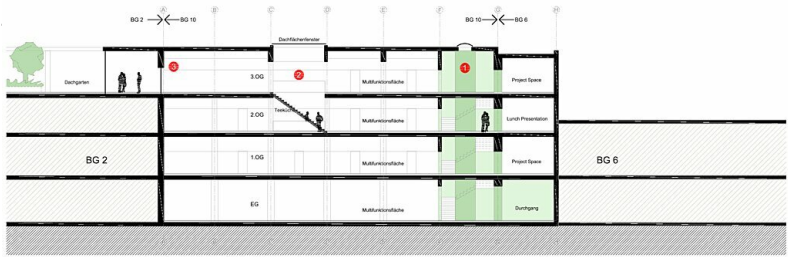 BG 2 BG 10 BG 10 BG 6
A B C D E F G H
Dachflächenfenster
Dachgarten
3
3.OG
2
Multifunktionsfläche
1
Project Space
2.OG
Teeküche
Lunch Presentation
BG 2
1.OG
Multifunktionsfläche
Project Space
BG 6
EG
Multifunktionsfläche
Durchgang